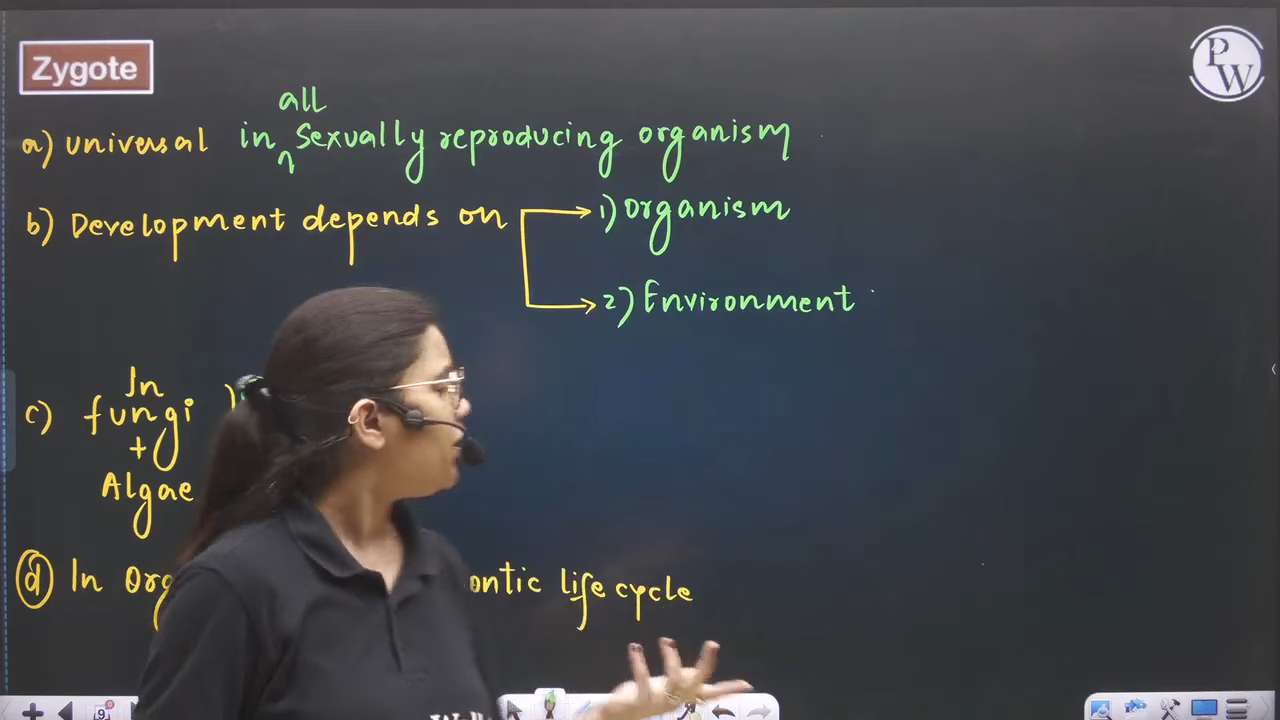 Zygote
PW
all
a) universal in sexually reproducing organism
b) Development depends on
1) organism
2) Environment
In
c) fungi
+
Algae
d) In ontic life cycle